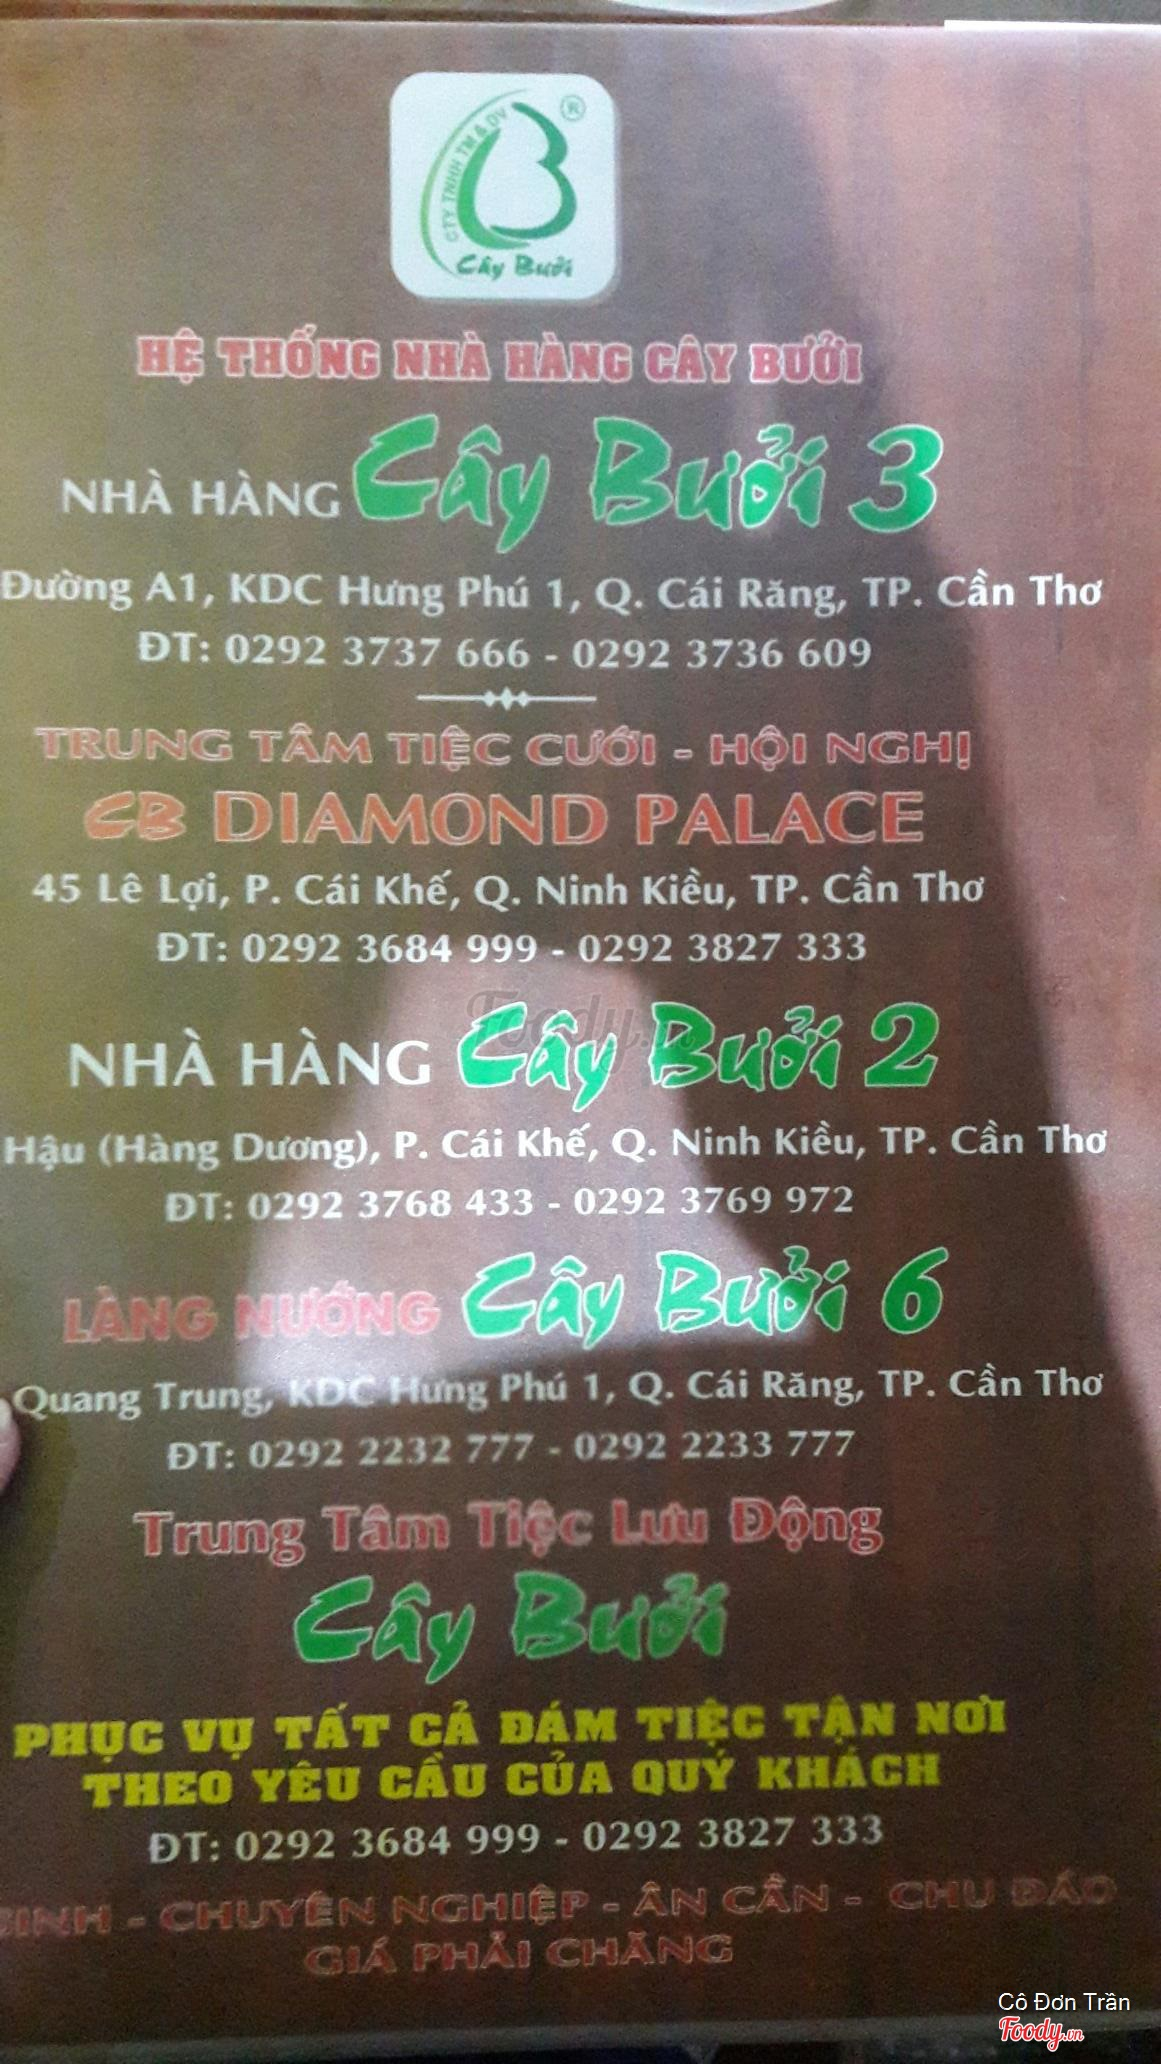 CTY TNHH TM & DV
B ®
Cây Bưởi
HỆ THỐNG NHÀ HÀNG CÂY BƯỞI
NHÀ HÀNG Cây Bưởi 3
Đường A1, KDC Hưng Phú 1, Q. Cái Răng, TP. Cần Thơ
ĐT: 0292 3737 666 - 0292 3736 609
TRUNG TÂM TIỆC CƯỚI - HỘI NGHỊ
CB DIAMOND PALACE
45 Lê Lợi, P. Cái Khế, Q. Ninh Kiều, TP. Cần Thơ
ĐT: 0292 3684 999 - 0292 3827 333
Foody.vn
NHÀ HÀNG Cây Bưởi 2
Hậu (Hàng Dương), P. Cái Khế, Q. Ninh Kiều, TP. Cần Thơ
ĐT: 0292 3768 433 - 0292 3769 972
LÀNG NƯỚNG Cây Bưởi 6
Quang Trung, KDC Hưng Phú 1, Q. Cái Răng, TP. Cần Thơ
ĐT: 0292 2232 777 - 0292 2233 777
Trung Tâm Tiệc Lưu Động
Cây Bưởi
PHỤC VỤ TẤT CẢ ĐÁM TIỆC TẬN NƠI
THEO YÊU CẦU CỦA QUÝ KHÁCH
ĐT: 0292 3684 999 - 0292 3827 333
- CHUYÊN NGHIỆP - ÂN CẦN - CHU ĐÁO
GIÁ PHẢI CHĂNG
Cô Đơn Trần
Foody.vn